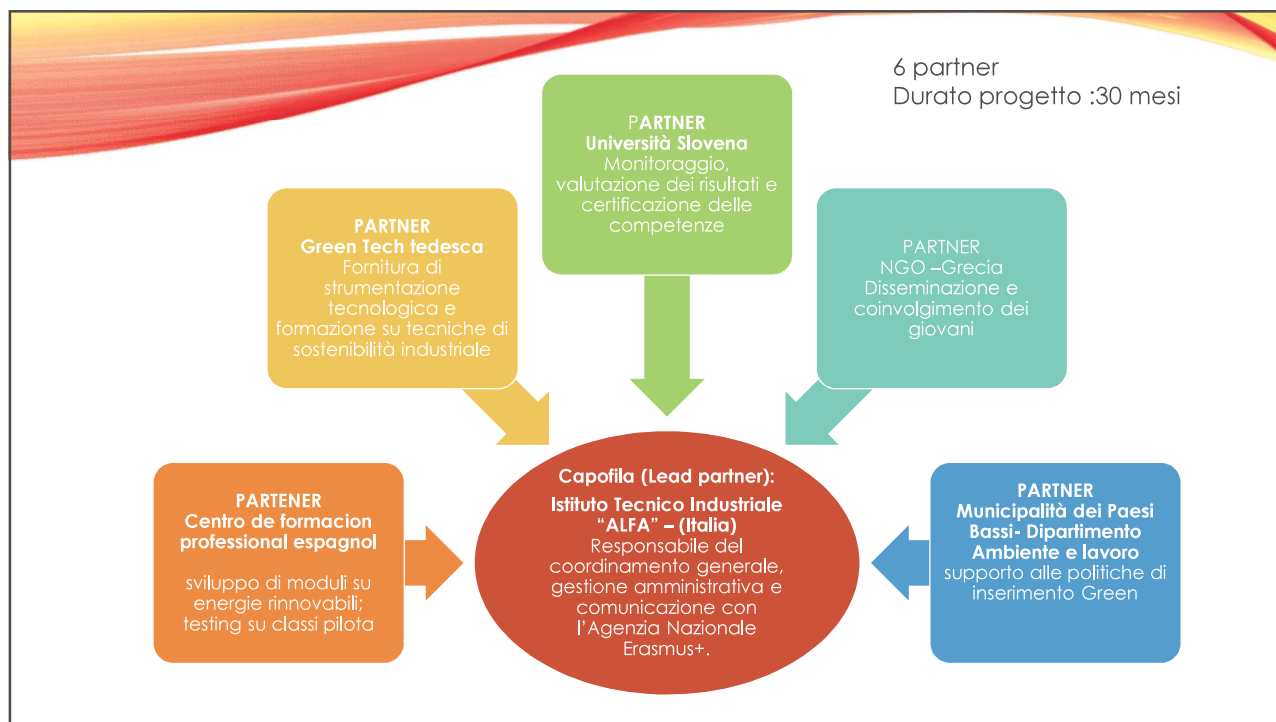 6 partner
Durato progetto :30 mesi
PARTNER
Università Slovena
Monitoraggio,
valutazione dei risultati e
certificazione delle
competenze
PARTNER
Green Tech tedesca
Fornitura di
strumentazione
tecnologica e
formazione su tecniche di
sostenibilità industriale
PARTNER
NGO –Grecia
Disseminazione e
coinvolgimento dei
giovani
PARTENER
Centro de formacion
professional espagnol
sviluppo di moduli su
energie rinnovabili;
testing su classi pilota
Capofila (Lead partner):
Istituto Tecnico Industriale
“ALFA” – (Italia)
Responsabile del
coordinamento generale,
gestione amministrativa e
comunicazione con
l’Agenzia Nazionale
Erasmus+.
PARTNER
Municipalità dei Paesi
Bassi- Dipartimento
Ambiente e lavoro
supporto alle politiche di
inserimento Green